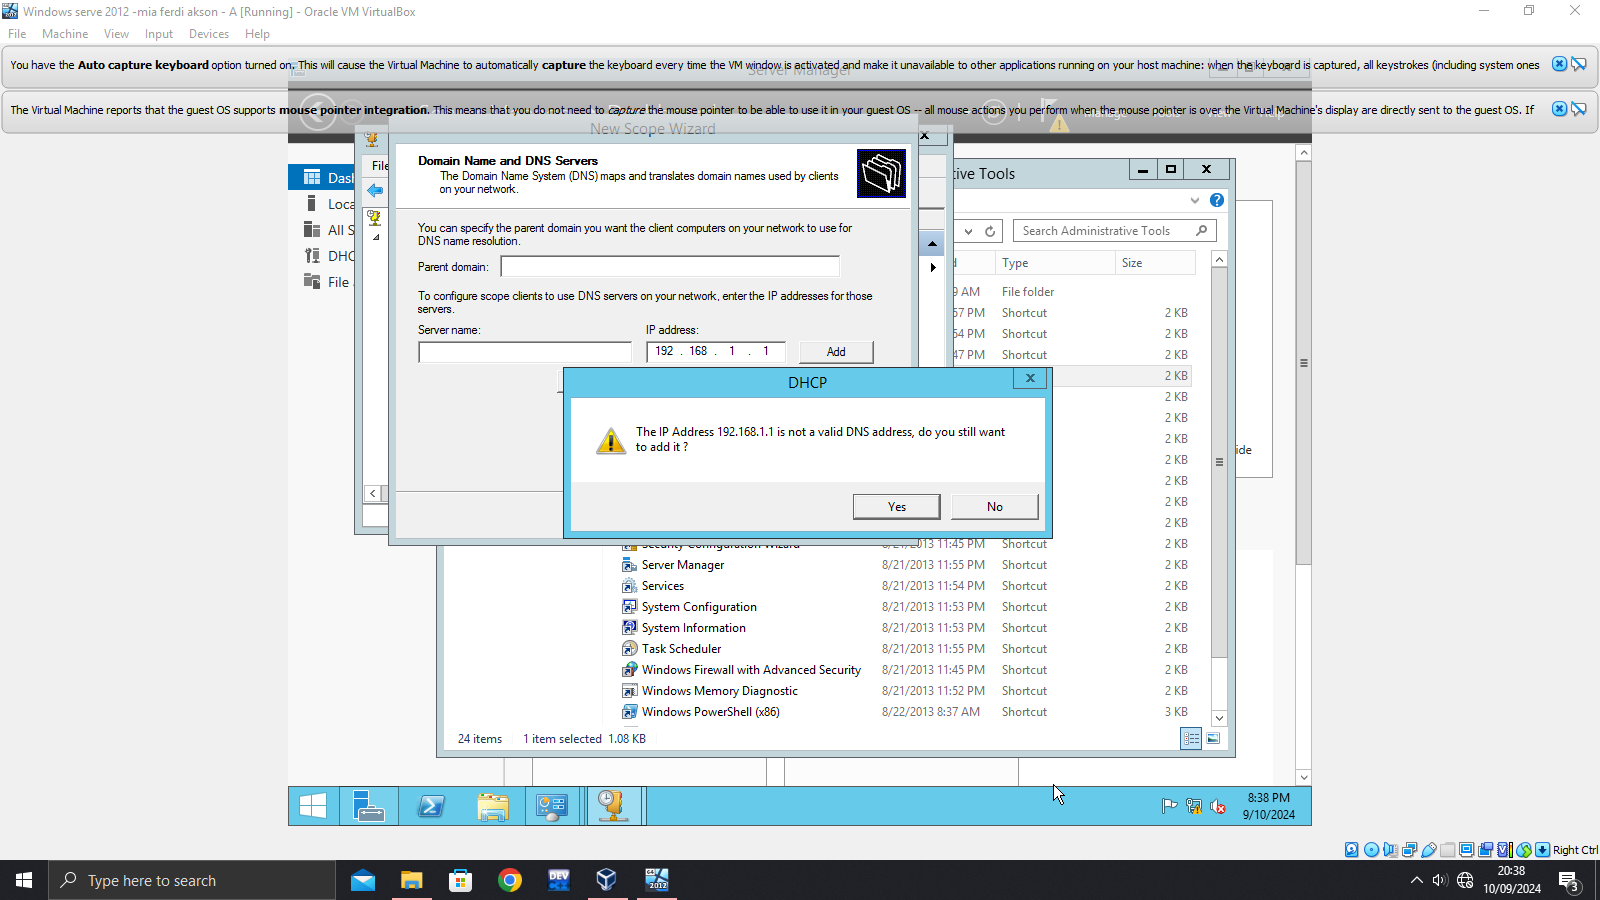 Windows serve 2012 -mia ferdi akson - A [Running] - Oracle VM VirtualBox
File Machine View Input Devices Help
You have the Auto capture keyboard option turned on. This will cause the Virtual Machine to automatically capture the keyboard every time the VM window is activated and make it unavailable to other applications running on your host machine: when the keyboard is captured, all keystrokes (including system ones
Server Manager
The Virtual Machine reports that the guest OS supports mouse pointer integration. This means that you do not need to capture the mouse pointer to be able to use it in your guest OS -- all mouse actions you perform when the mouse pointer is over the Virtual Machine's display are directly sent to the guest OS. If
New Scope Wizard
File
Domain Name and DNS Servers
The Domain Name System (DNS) maps and translates domain names used by clients
on your network.
Dash
Loca
All S
DHC
File
You can specify the parent domain you want the client computers on your network to use for
DNS name resolution.
Parent domain:
To configure scope clients to use DNS servers on your network, enter the IP addresses for those
servers.
Server name: IP address:
192 . 168 . 1 . 1 Add
ive Tools
Search Administrative Tools
d Type Size
9 AM File folder
57 PM Shortcut 2 KB
54 PM Shortcut 2 KB
47 PM Shortcut 2 KB
2 KB
2 KB
2 KB
2 KB
2 KB
2 KB
2 KB
2 KB
ide
DHCP
The IP Address 192.168.1.1 is not a valid DNS address, do you still want
to add it ?
Yes No
Security Configuration Wizard 8/21/2013 11:45 PM Shortcut 2 KB
Server Manager 8/21/2013 11:55 PM Shortcut 2 KB
Services 8/21/2013 11:54 PM Shortcut 2 KB
System Configuration 8/21/2013 11:53 PM Shortcut 2 KB
System Information 8/21/2013 11:53 PM Shortcut 2 KB
Task Scheduler 8/21/2013 11:55 PM Shortcut 2 KB
Windows Firewall with Advanced Security 8/21/2013 11:45 PM Shortcut 2 KB
Windows Memory Diagnostic 8/21/2013 11:52 PM Shortcut 2 KB
Windows PowerShell (x86) 8/22/2013 8:37 AM Shortcut 3 KB
24 items 1 item selected 1.08 KB
8:38 PM
9/10/2024
Right Ctrl
Type here to search
DEV
2012
20:38
10/09/2024
3